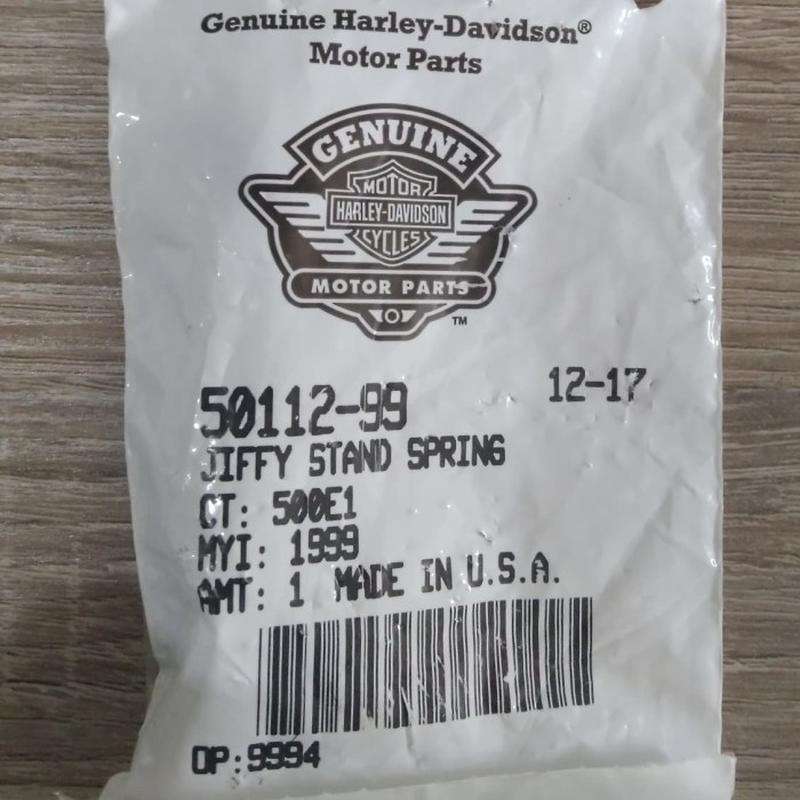 Genuine Harley-Davidson®
Motor Parts
GENUINE
MOTOR
HARLEY-DAVIDSON
CYCLES
MOTOR PARTS
TM
12-17
50112-99
JIFFY STAND SPRING
CT: 500E1
MYI: 1999
AMT: 1 MADE IN U.S.A.
OP:9994